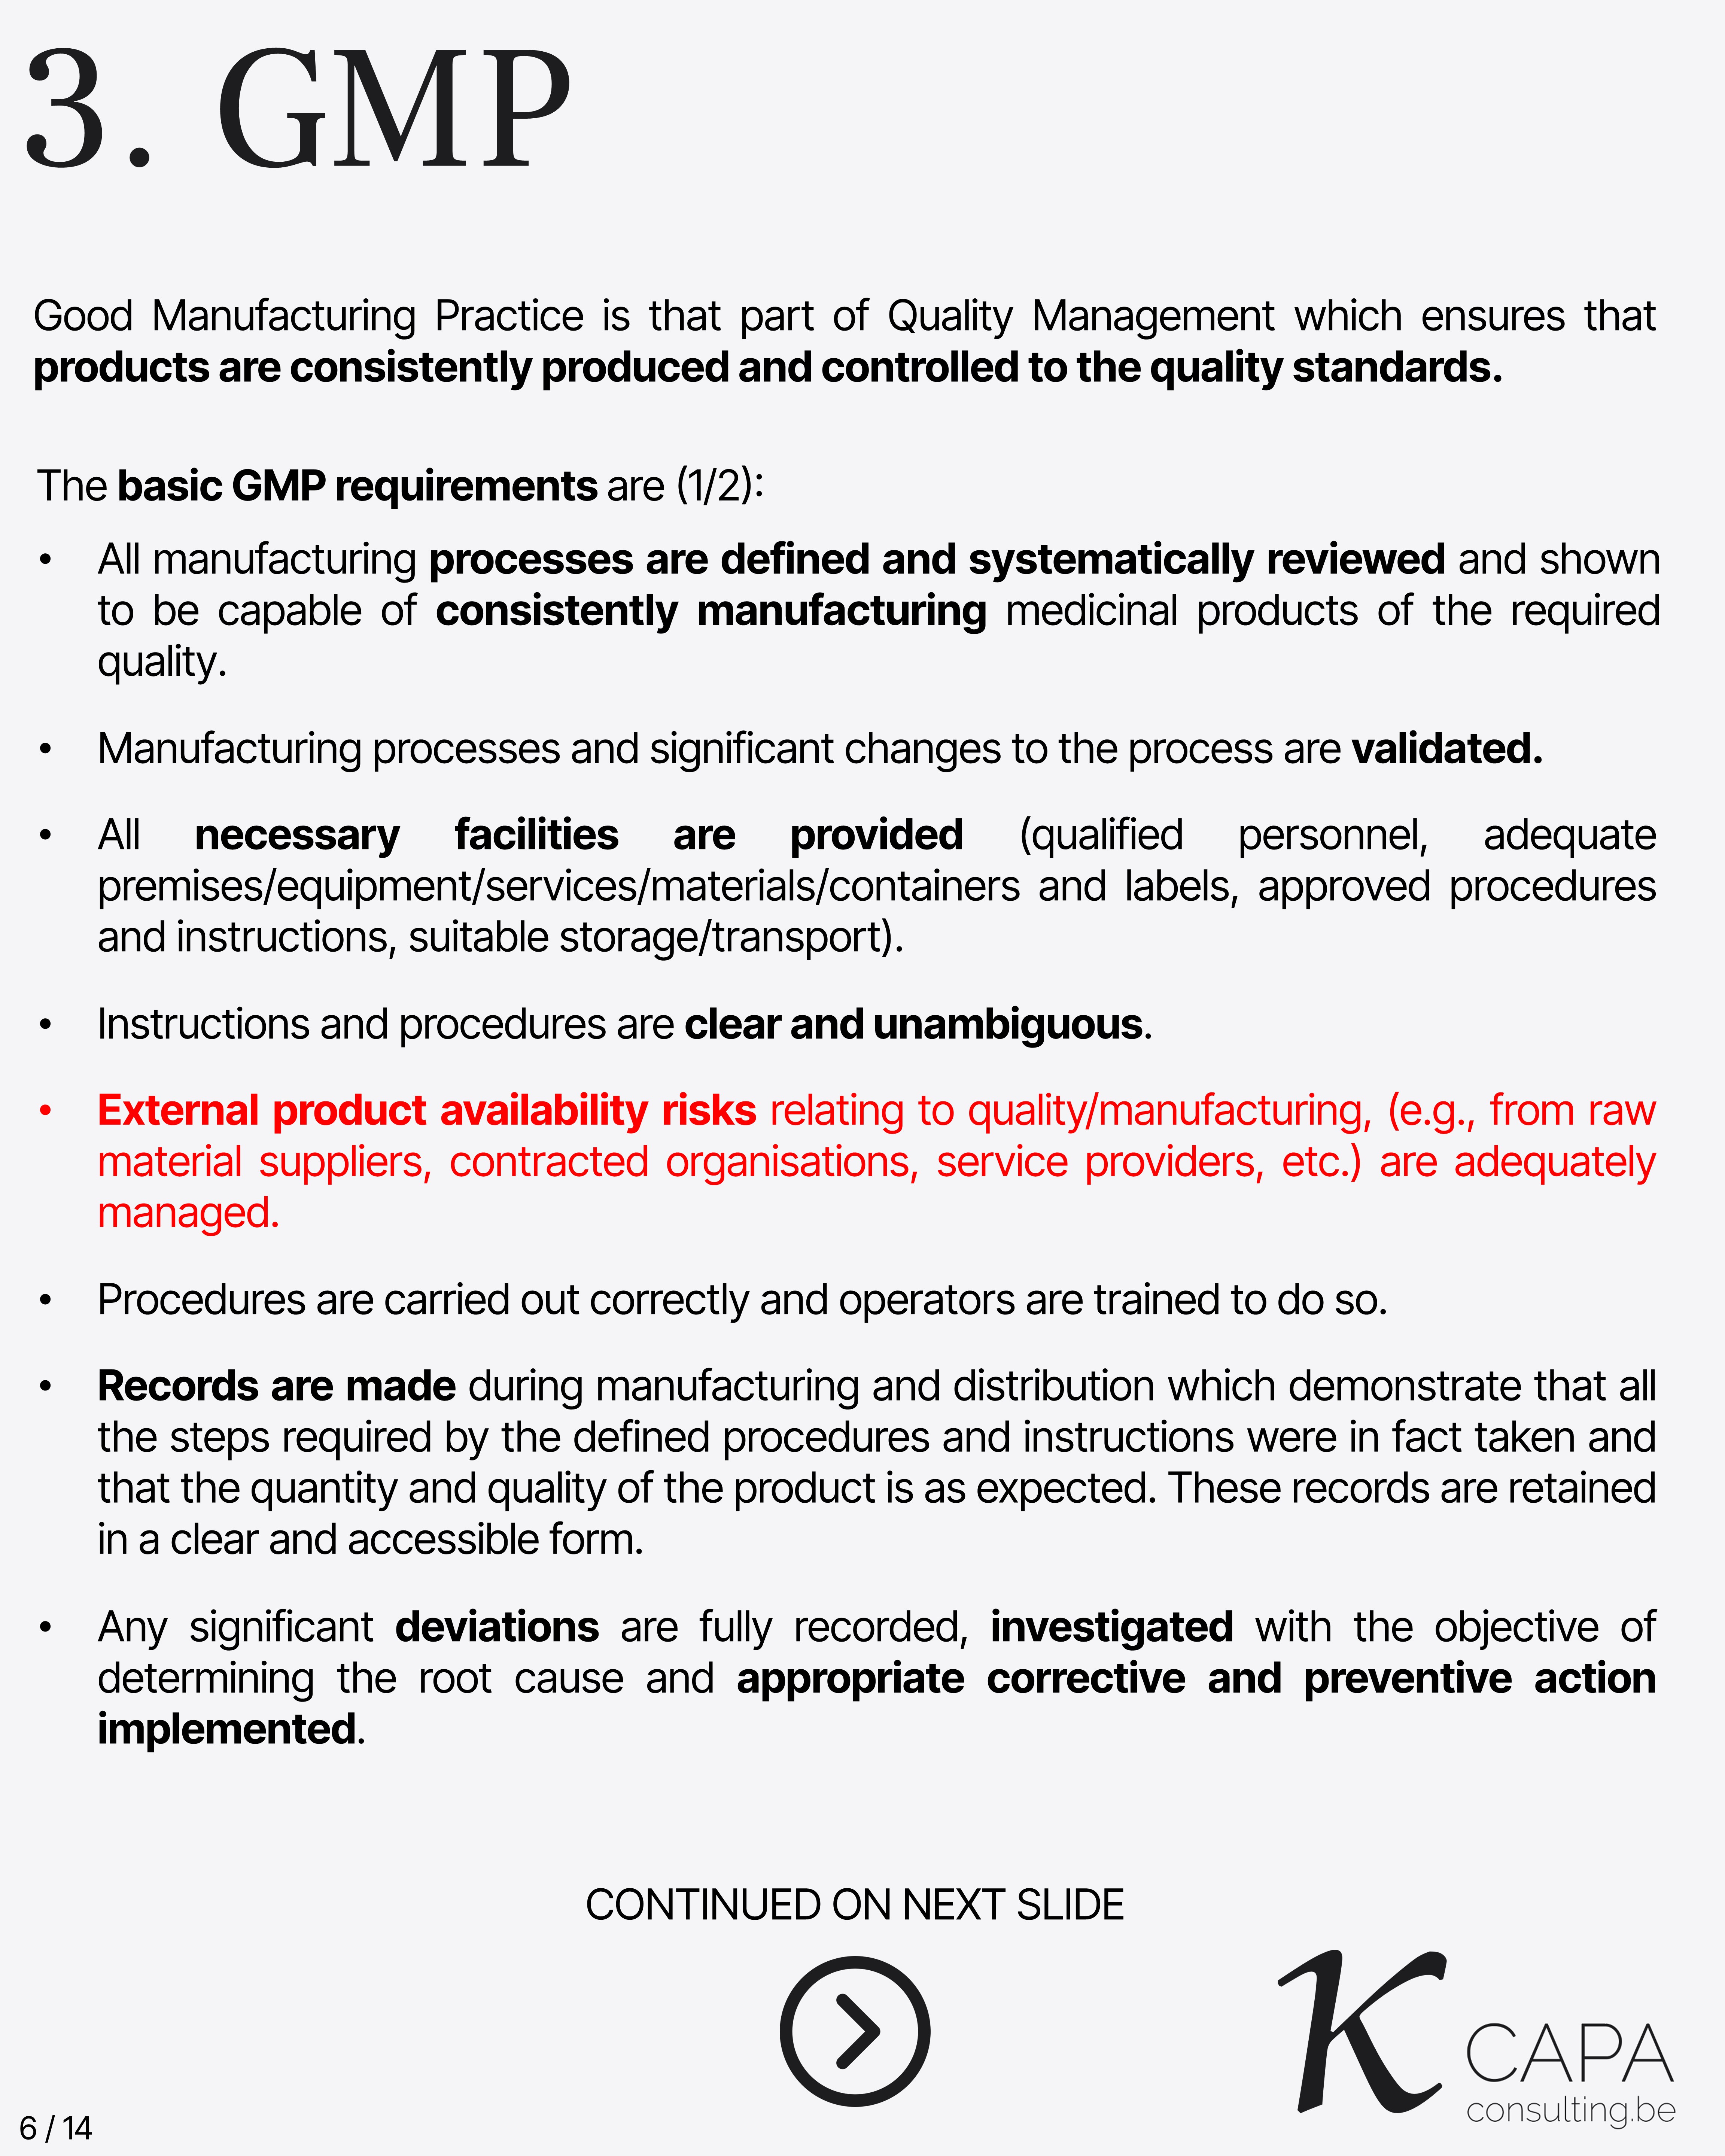 3. GMP
Good Manufacturing Practice is that part of Quality Management which ensures that
products are consistently produced and controlled to the quality standards.
The basic GMP requirements are (1/2):
• All manufacturing processes are defined and systematically reviewed and shown
to be capable of consistently manufacturing medicinal products of the required
quality.
• Manufacturing processes and significant changes to the process are validated.
• All necessary facilities are provided (qualified personnel, adequate
premises/equipment/services/materials/containers and labels, approved procedures
and instructions, suitable storage/transport).
• Instructions and procedures are clear and unambiguous.
• External product availability risks relating to quality/manufacturing, (e.g., from raw
material suppliers, contracted organisations, service providers, etc.) are adequately
managed.
• Procedures are carried out correctly and operators are trained to do so.
• Records are made during manufacturing and distribution which demonstrate that all
the steps required by the defined procedures and instructions were in fact taken and
that the quantity and quality of the product is as expected. These records are retained
in a clear and accessible form.
• Any significant deviations are fully recorded, investigated with the objective of
determining the root cause and appropriate corrective and preventive action
implemented.
CONTINUED ON NEXT SLIDE
K CAPA
consulting.be
6 / 14